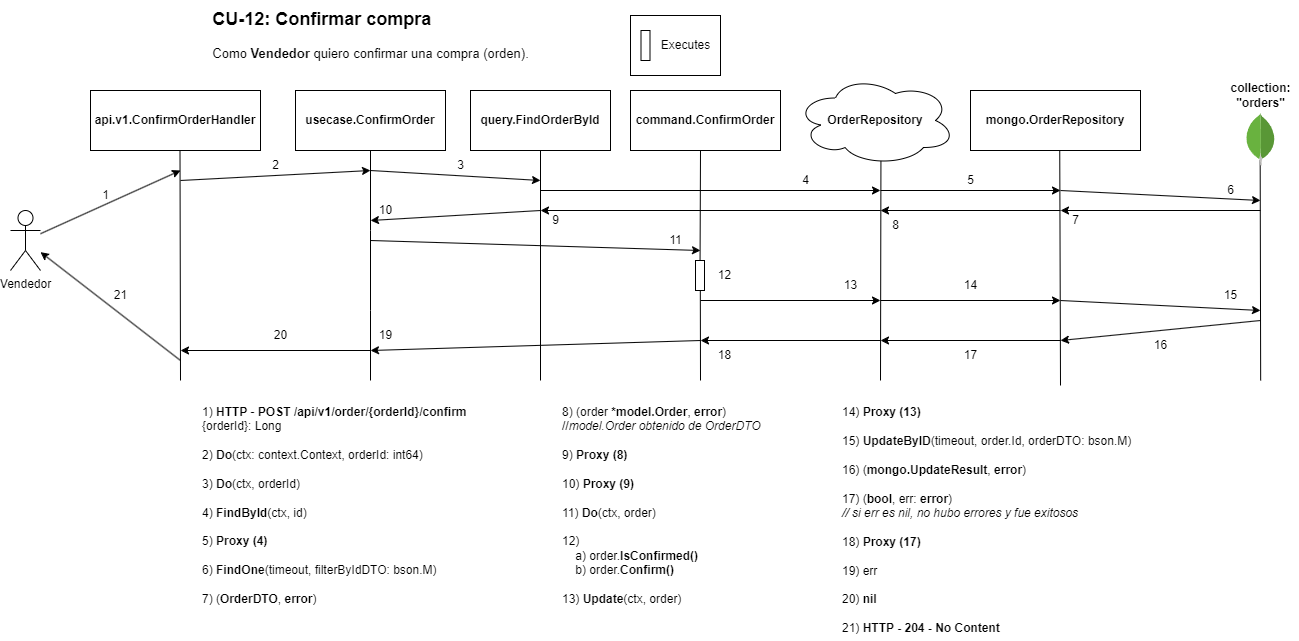 CU-12: Confirmar compra
Como Vendedor quiero confirmar una compra (orden).
Executes
api.v1.ConfirmOrderHandler
usecase.ConfirmOrder
query.FindOrderById
command.ConfirmOrder
OrderRepository
mongo.OrderRepository
collection:
"orders"
Vendedor
1
2
3
4
5
6
7
8
9
10
11
12
13
14
15
16
17
18
19
20
21
1) HTTP - POST /api/v1/order/{orderId}/confirm
{orderId}: Long
2) Do(ctx: context.Context, orderId: int64)
3) Do(ctx, orderId)
4) FindById(ctx, id)
5) Proxy (4)
6) FindOne(timeout, filterByIdDTO: bson.M)
7) (OrderDTO, error)
8) (order *model.Order, error)
//model.Order obtenido de OrderDTO
9) Proxy (8)
10) Proxy (9)
11) Do(ctx, order)
12)
a) order.IsConfirmed()
b) order.Confirm()
13) Update(ctx, order)
14) Proxy (13)
15) UpdateByID(timeout, order.Id, orderDTO: bson.M)
16) (mongo.UpdateResult, error)
17) (bool, err: error)
// si err es nil, no hubo errores y fue exitosos
18) Proxy (17)
19) err
20) nil
21) HTTP - 204 - No Content